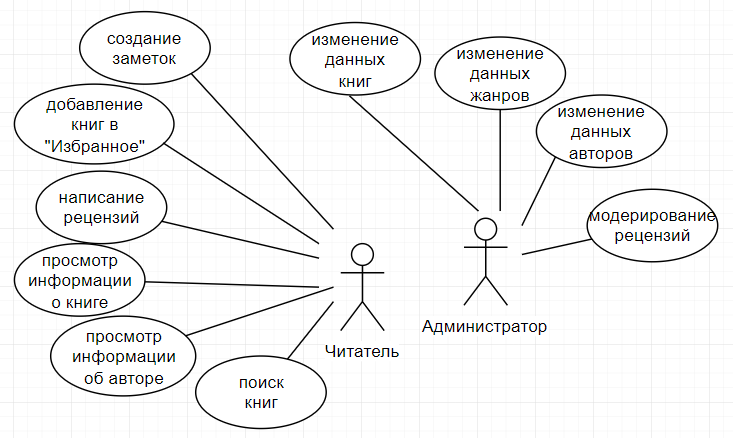 создание
заметок
добавление
книг в
"Избранное"
написание
рецензий
просмотр
информации
о книге
просмотр
информации
об авторе
поиск
книг
Читатель
изменение
данных
книг
изменение
данных
жанров
изменение
данных
авторов
модерирование
рецензий
Администратор